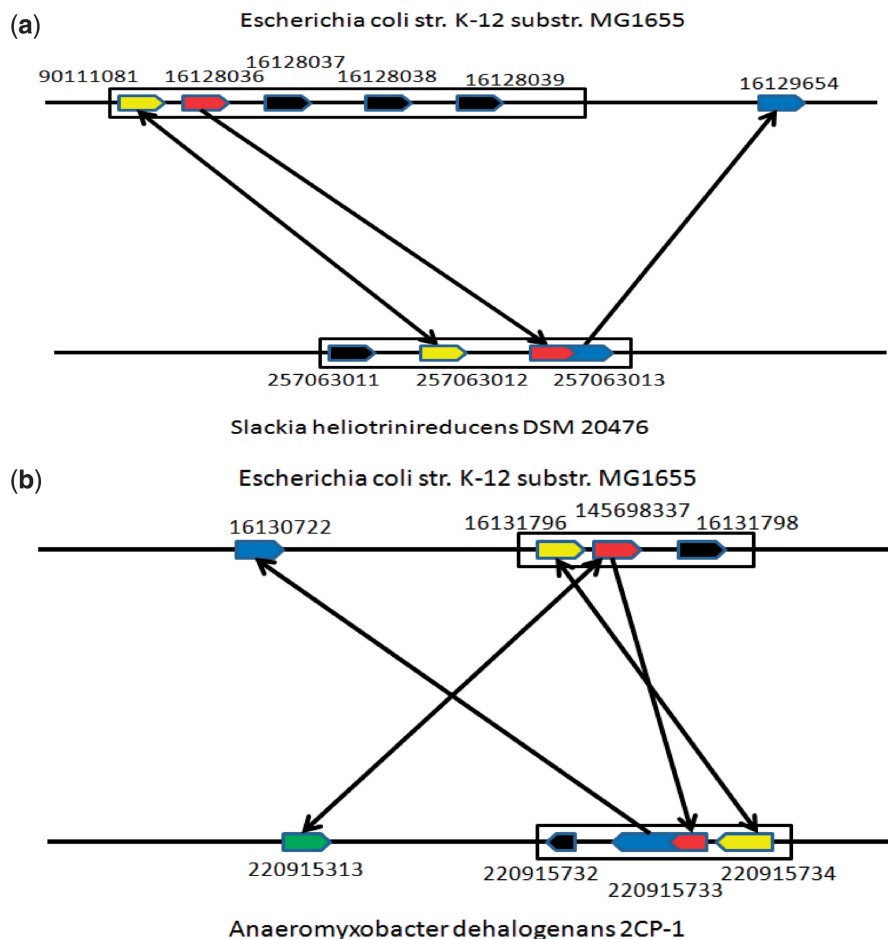 (a)
Escherichia coli str. K-12 substr. MG1655
16128037
90111081 16128036 16128038 16128039 16129654
257063011 257063012 257063013
Slackia heliotrinireducens DSM 20476
(b)
Escherichia coli str. K-12 substr. MG1655
145698337
16130722 16131796 16131798
220915313 220915732 220915733 220915734
Anaeromyxobacter dehalogenans 2CP-1